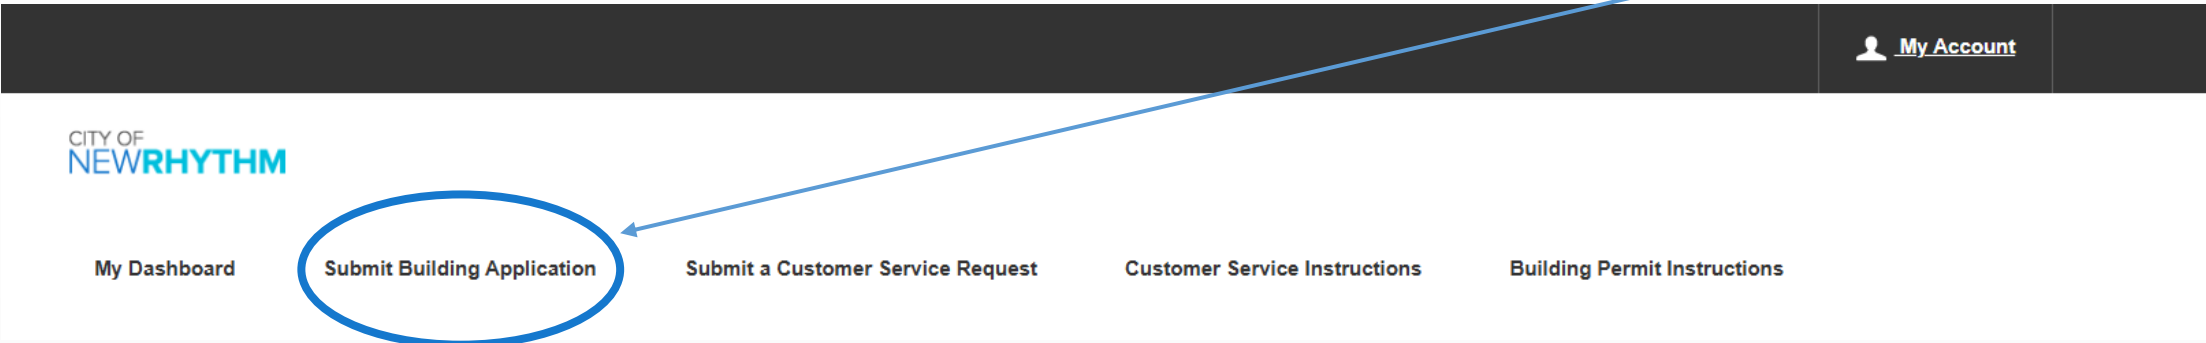 My Account
CITY OF
NEWRHYTHM
My Dashboard Submit Building Application Submit a Customer Service Request Customer Service Instructions Building Permit Instructions